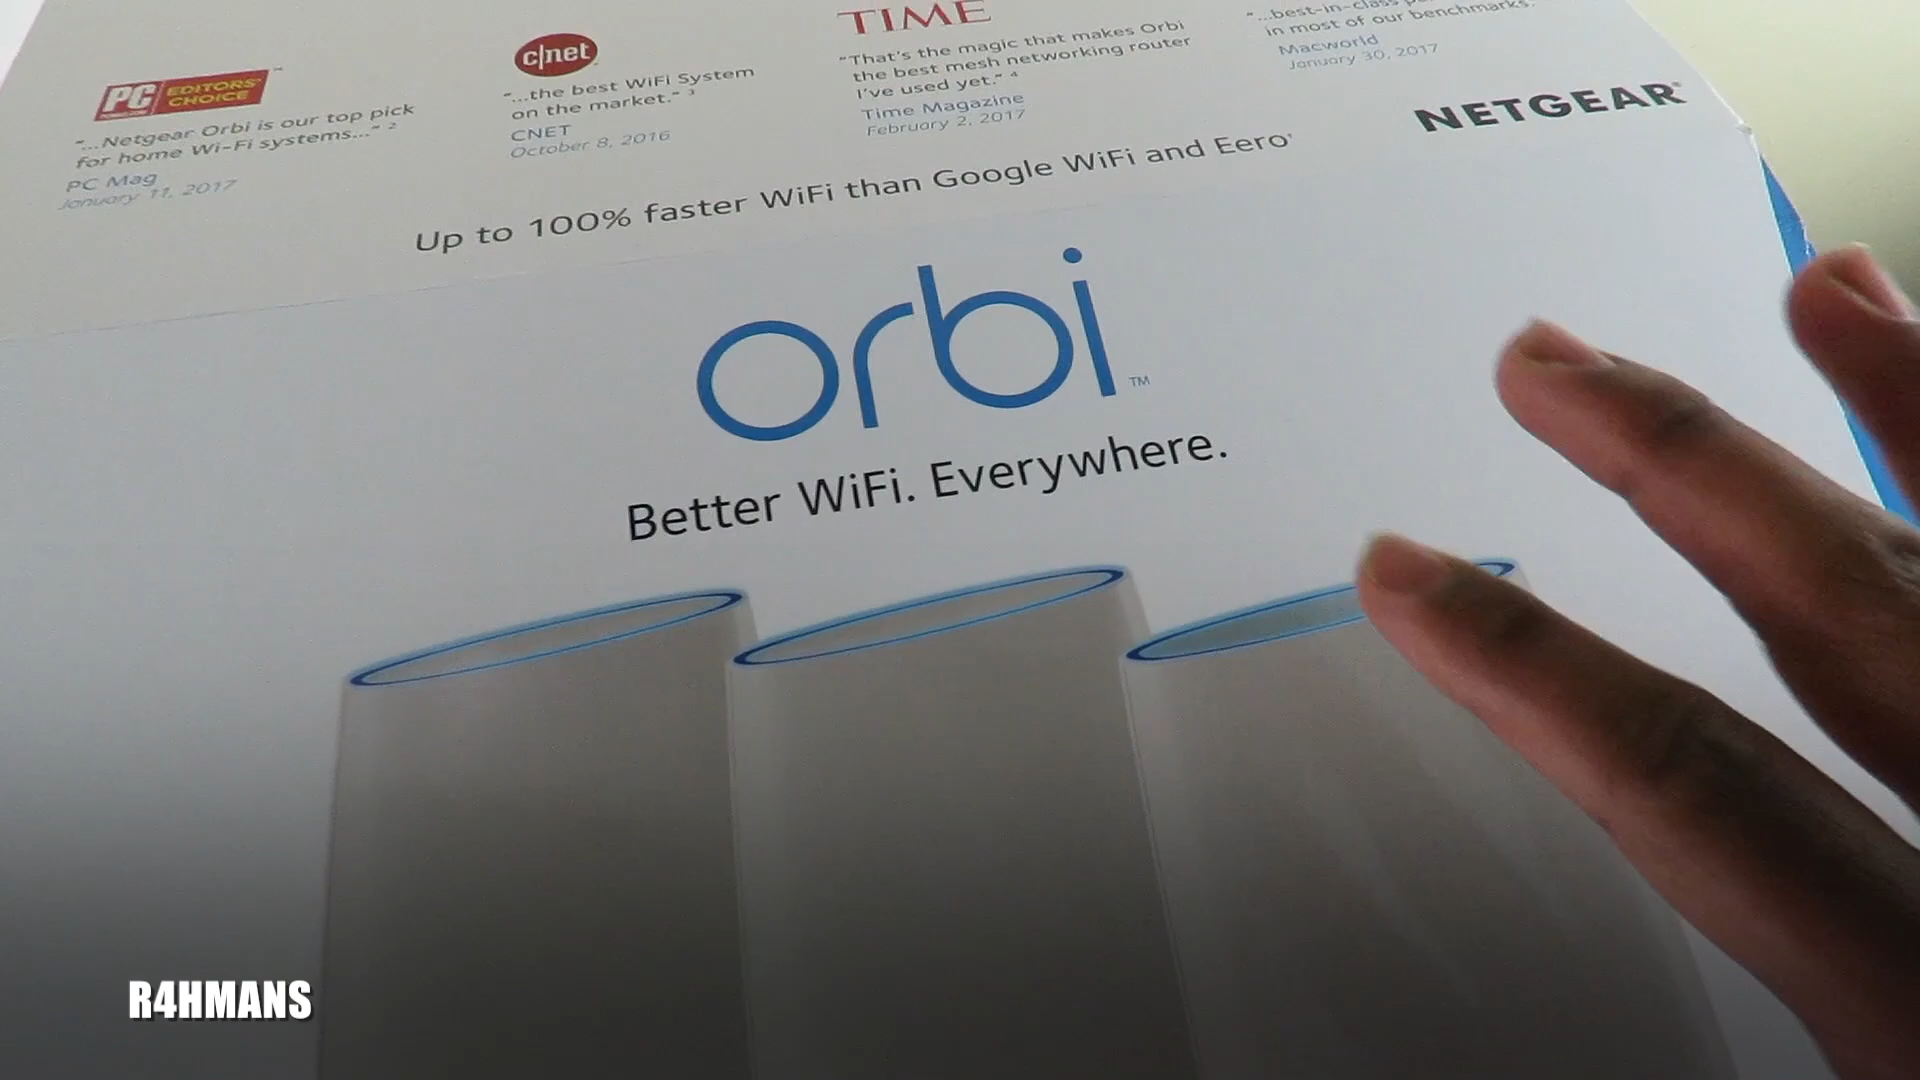 PC EDITORS' CHOICE ™
"...Netgear Orbi is our top pick
for home Wi-Fi systems..." 2
PC Mag
January 11, 2017
c|net
"...the best WiFi System
on the market." 3
CNET
October 8, 2016
TIME
"That's the magic that makes Orbi
the best mesh networking router
I've used yet." 4
Time Magazine
February 2, 2017
"...best-in-class
in most of our benchmarks.
Macworld
January 30, 2017
NETGEAR®
Up to 100% faster WiFi than Google WiFi and Eero¹
orbi™
Better WiFi. Everywhere.
R4HMANS